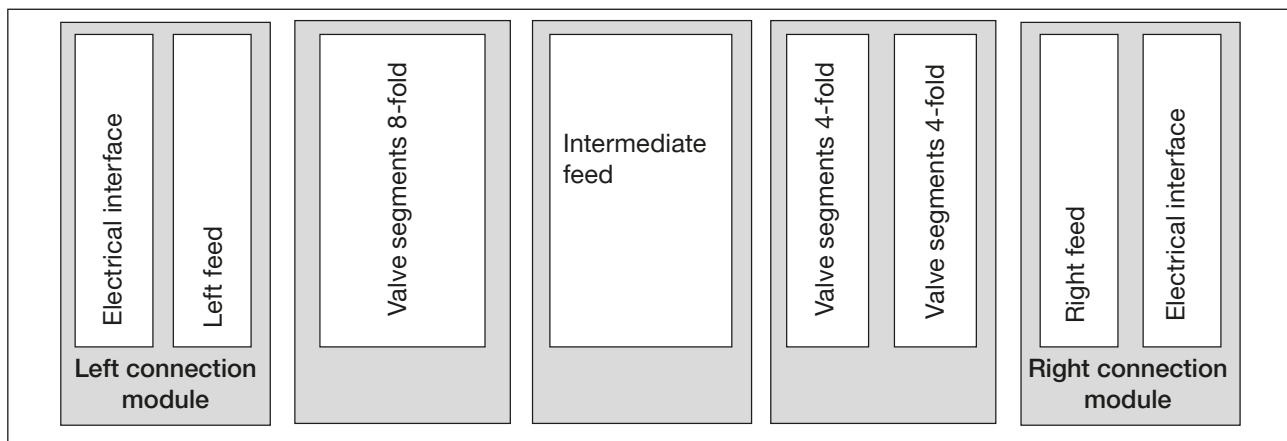 Electrical interface
Left feed
Left connection
module
Valve segments 8-fold
Intermediate
feed
Valve segments 4-fold
Valve segments 4-fold
Right feed
Electrical interface
Right connection
module